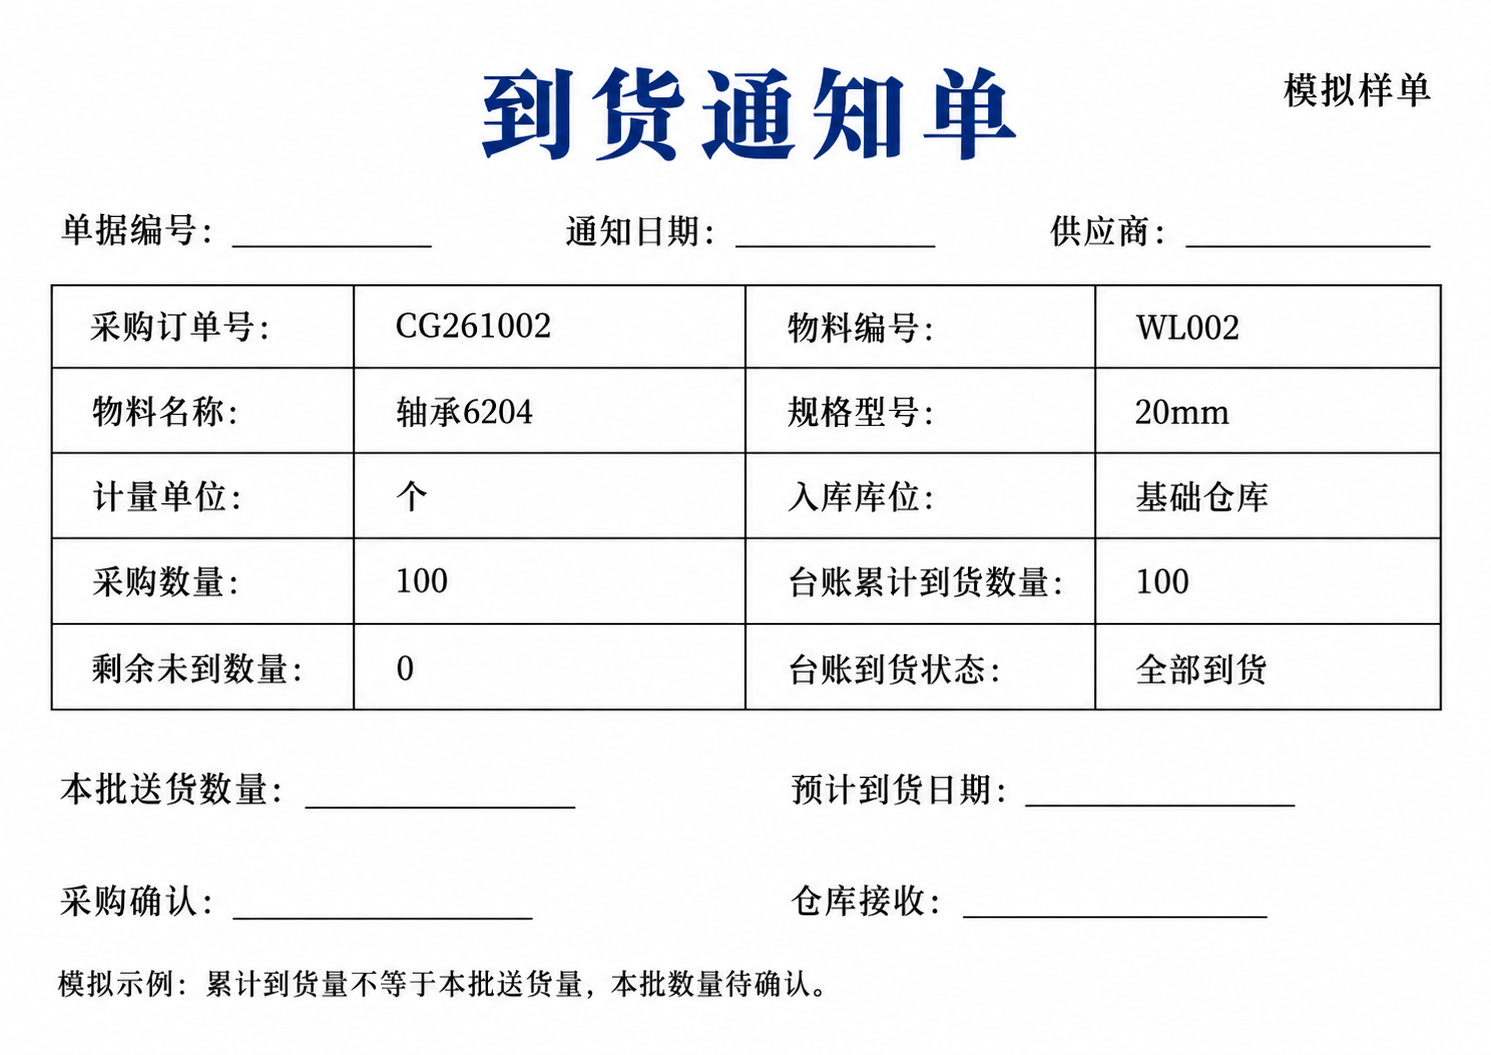 到货通知单
模拟样单
单据编号：__________ 通知日期：__________ 供应商：__________
采购订单号： CG261002 物料编号： WL002
物料名称： 轴承6204 规格型号： 20mm
计量单位： 个 入库库位： 基础仓库
采购数量： 100 台账累计到货数量： 100
剩余未到数量： 0 台账到货状态： 全部到货
本批送货数量：__________ 预计到货日期：__________
采购确认：__________ 仓库接收：__________
模拟示例：累计到货量不等于本批送货量，本批数量待确认。